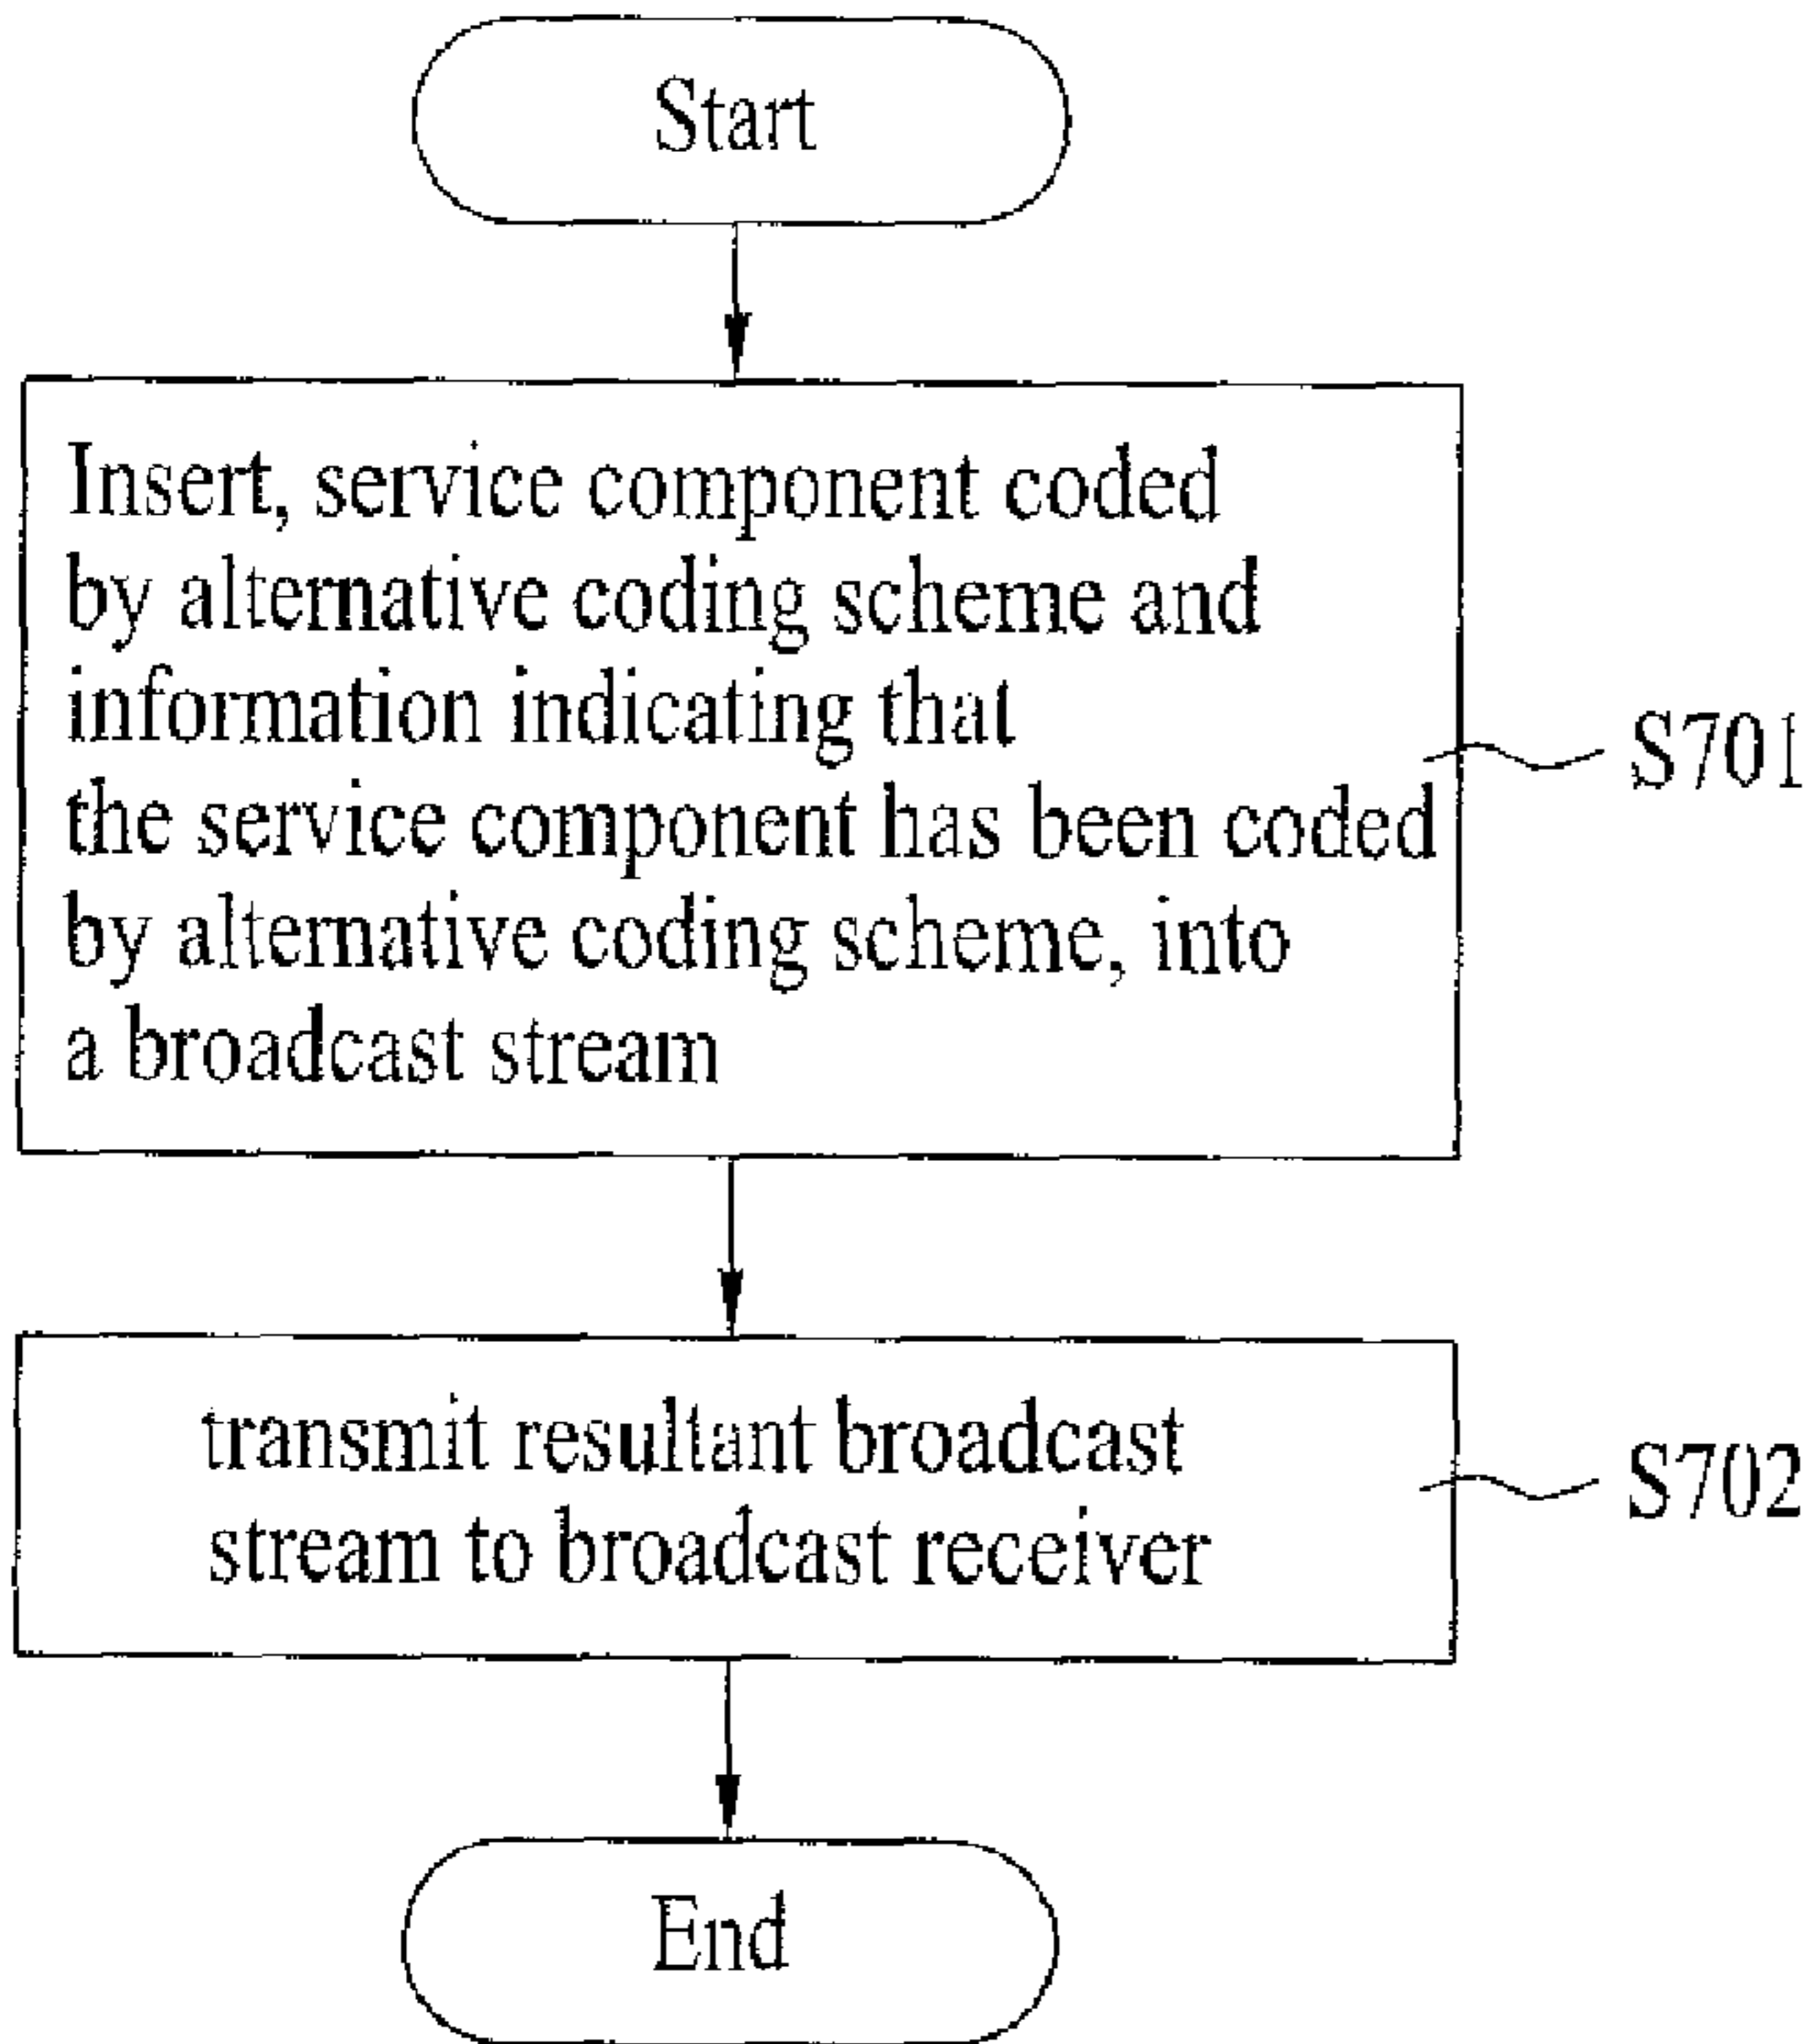 Start
Insert, service component coded
by alternative coding scheme and
information indicating that
the service component has been coded
by alternative coding scheme, into
a broadcast stream
S701
transmit resultant broadcast
stream to broadcast receiver
S702
End